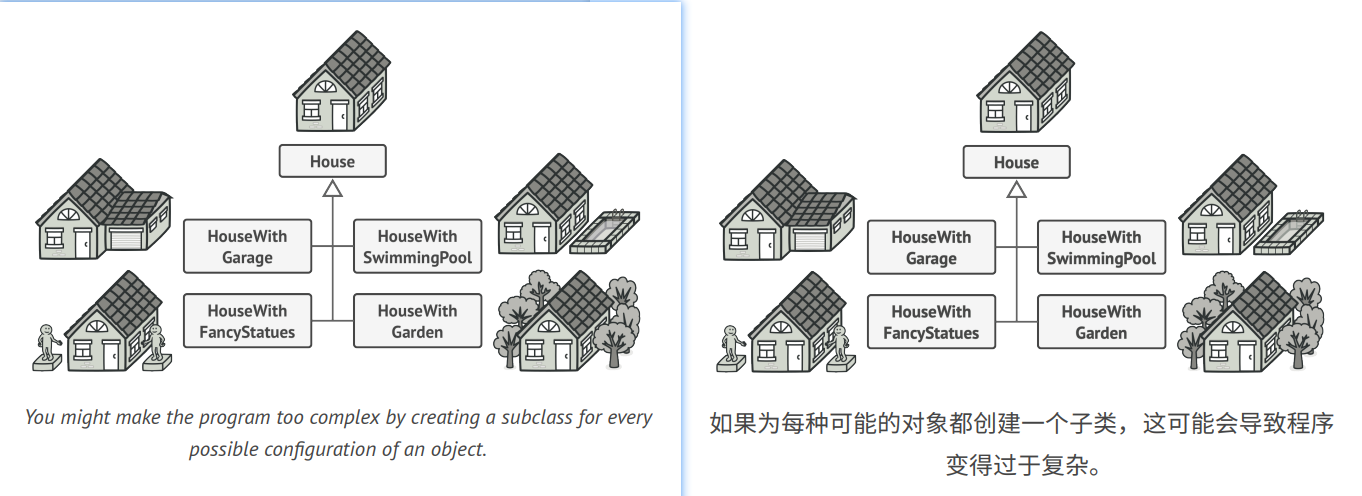 House
HouseWith
Garage
HouseWith
SwimmingPool
HouseWith
FancyStatues
HouseWith
Garden
You might make the program too complex by creating a subclass for every
possible configuration of an object.
House
HouseWith
Garage
HouseWith
SwimmingPool
HouseWith
FancyStatues
HouseWith
Garden
如果为每种可能的对象都创建一个子类，这可能会导致程序
变得过于复杂。